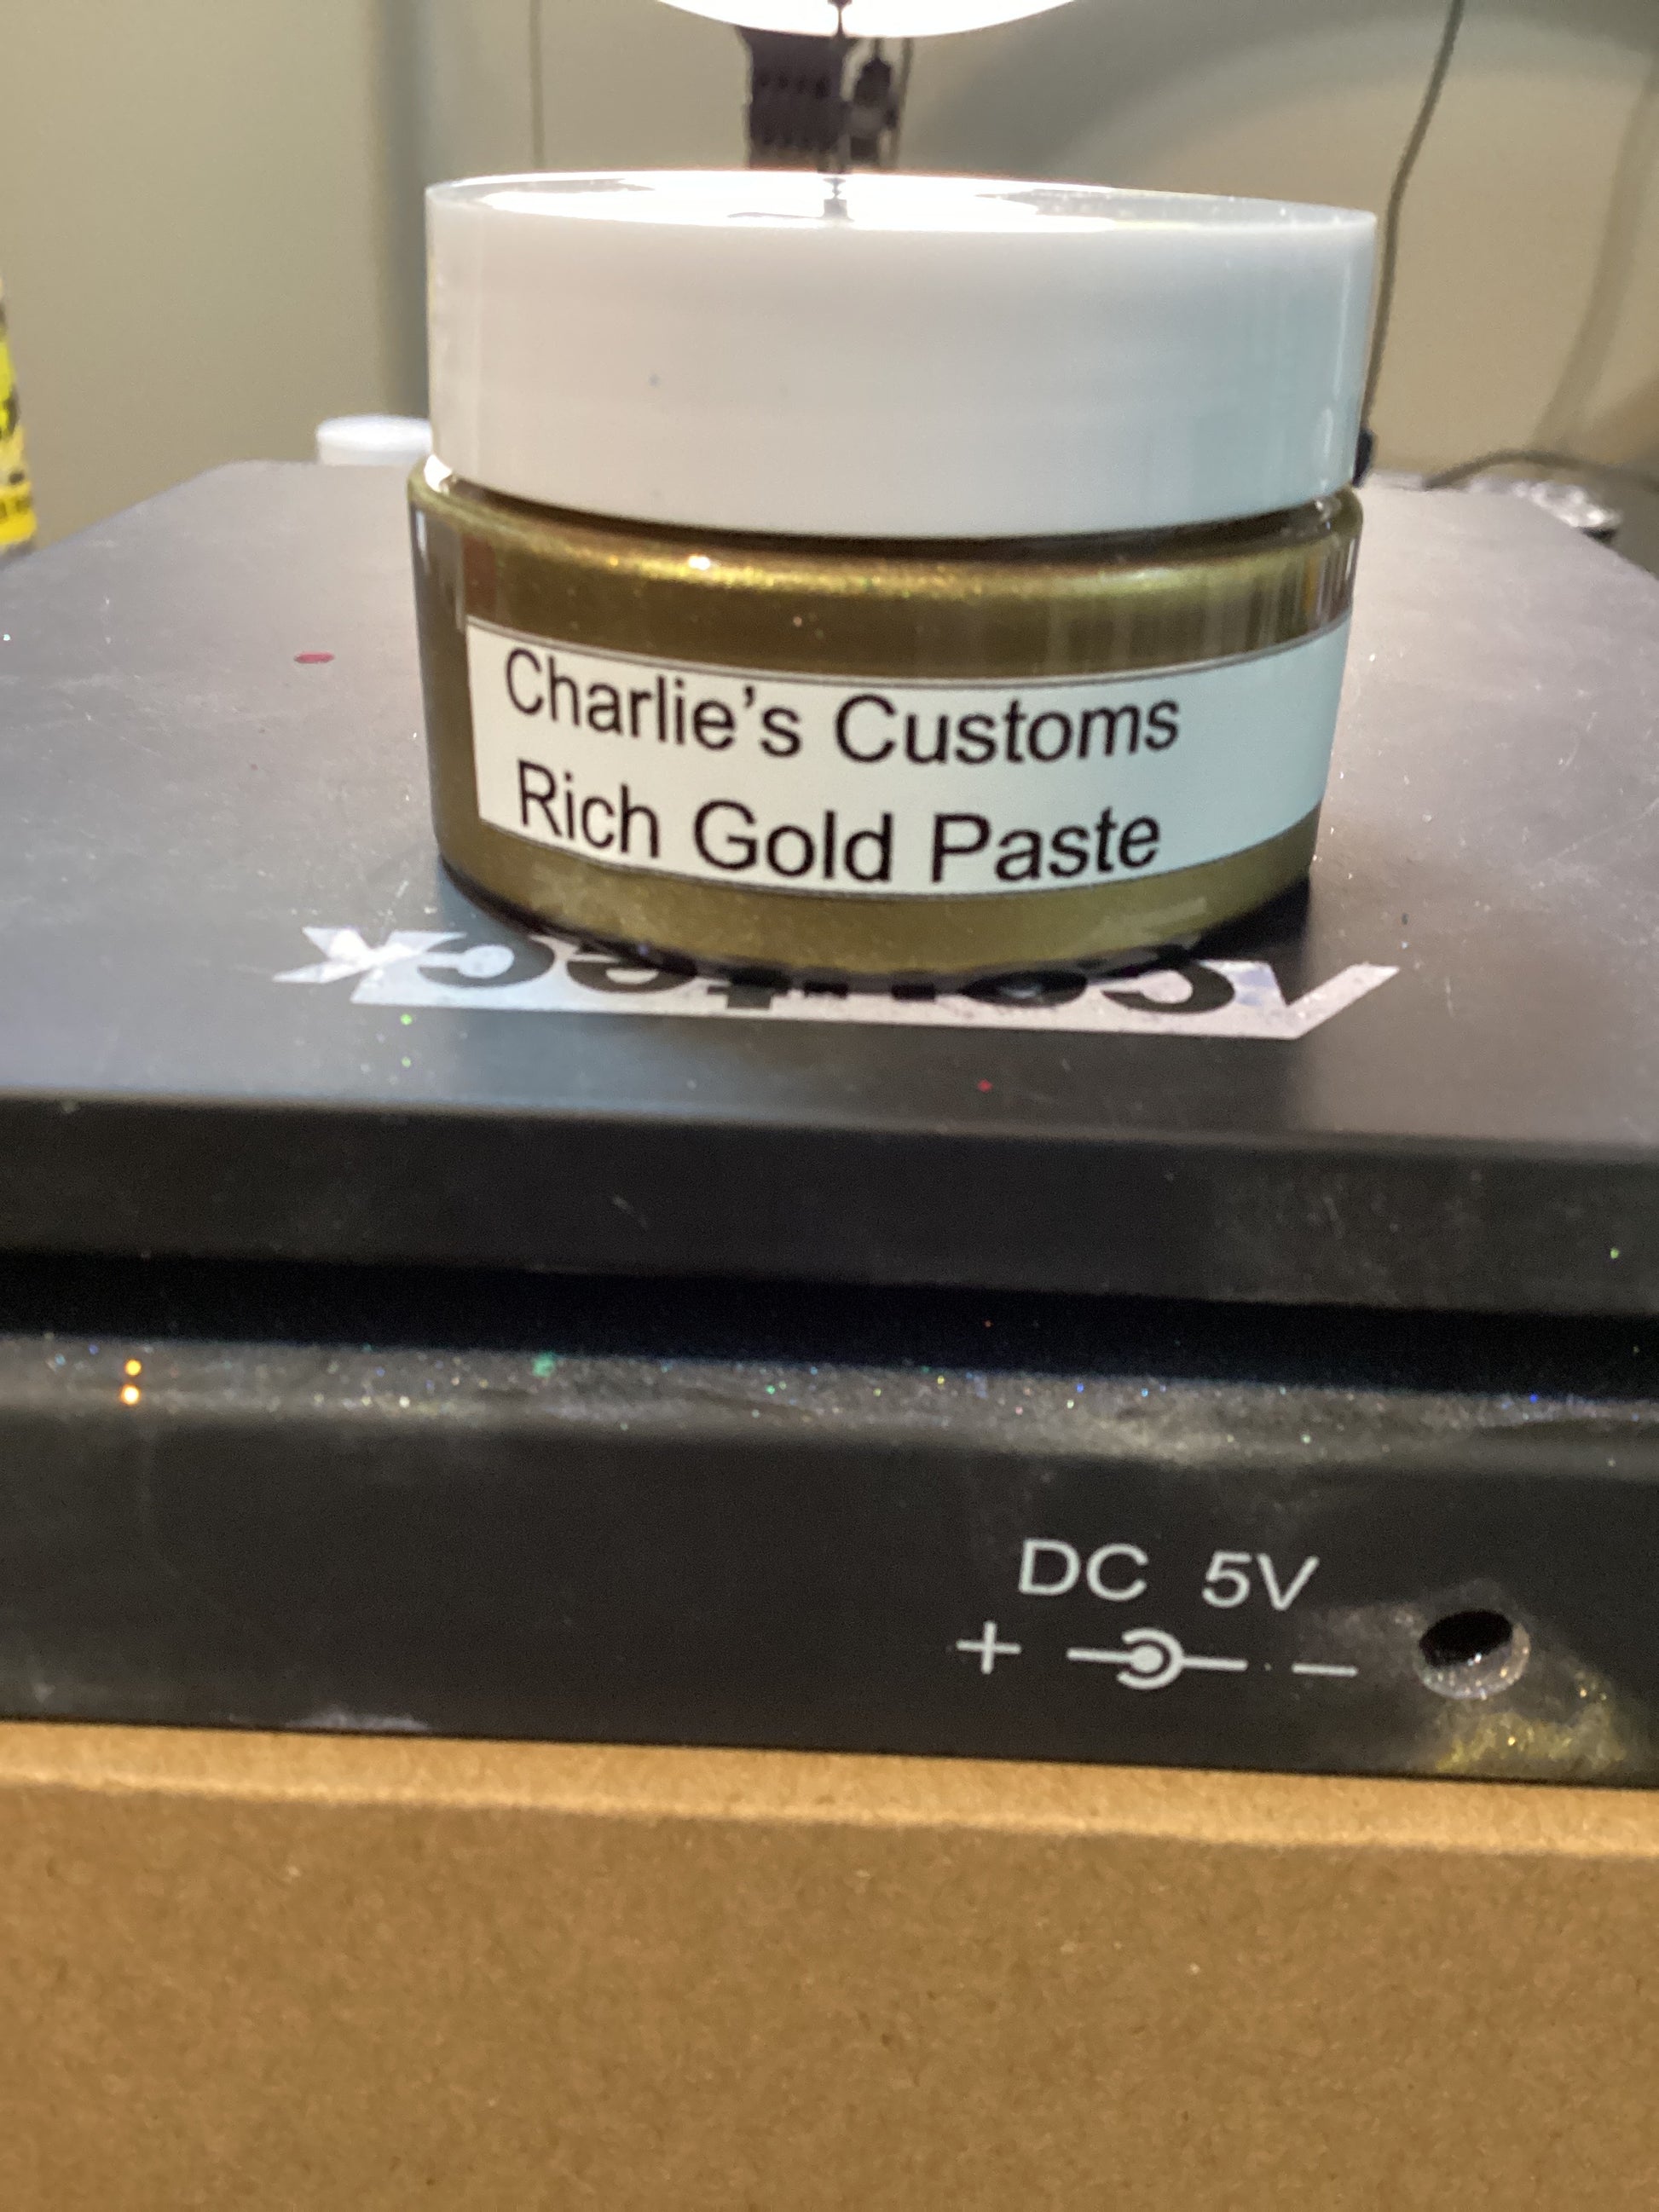 Charlie's Customs
Rich Gold Paste
DC 5V
+ -